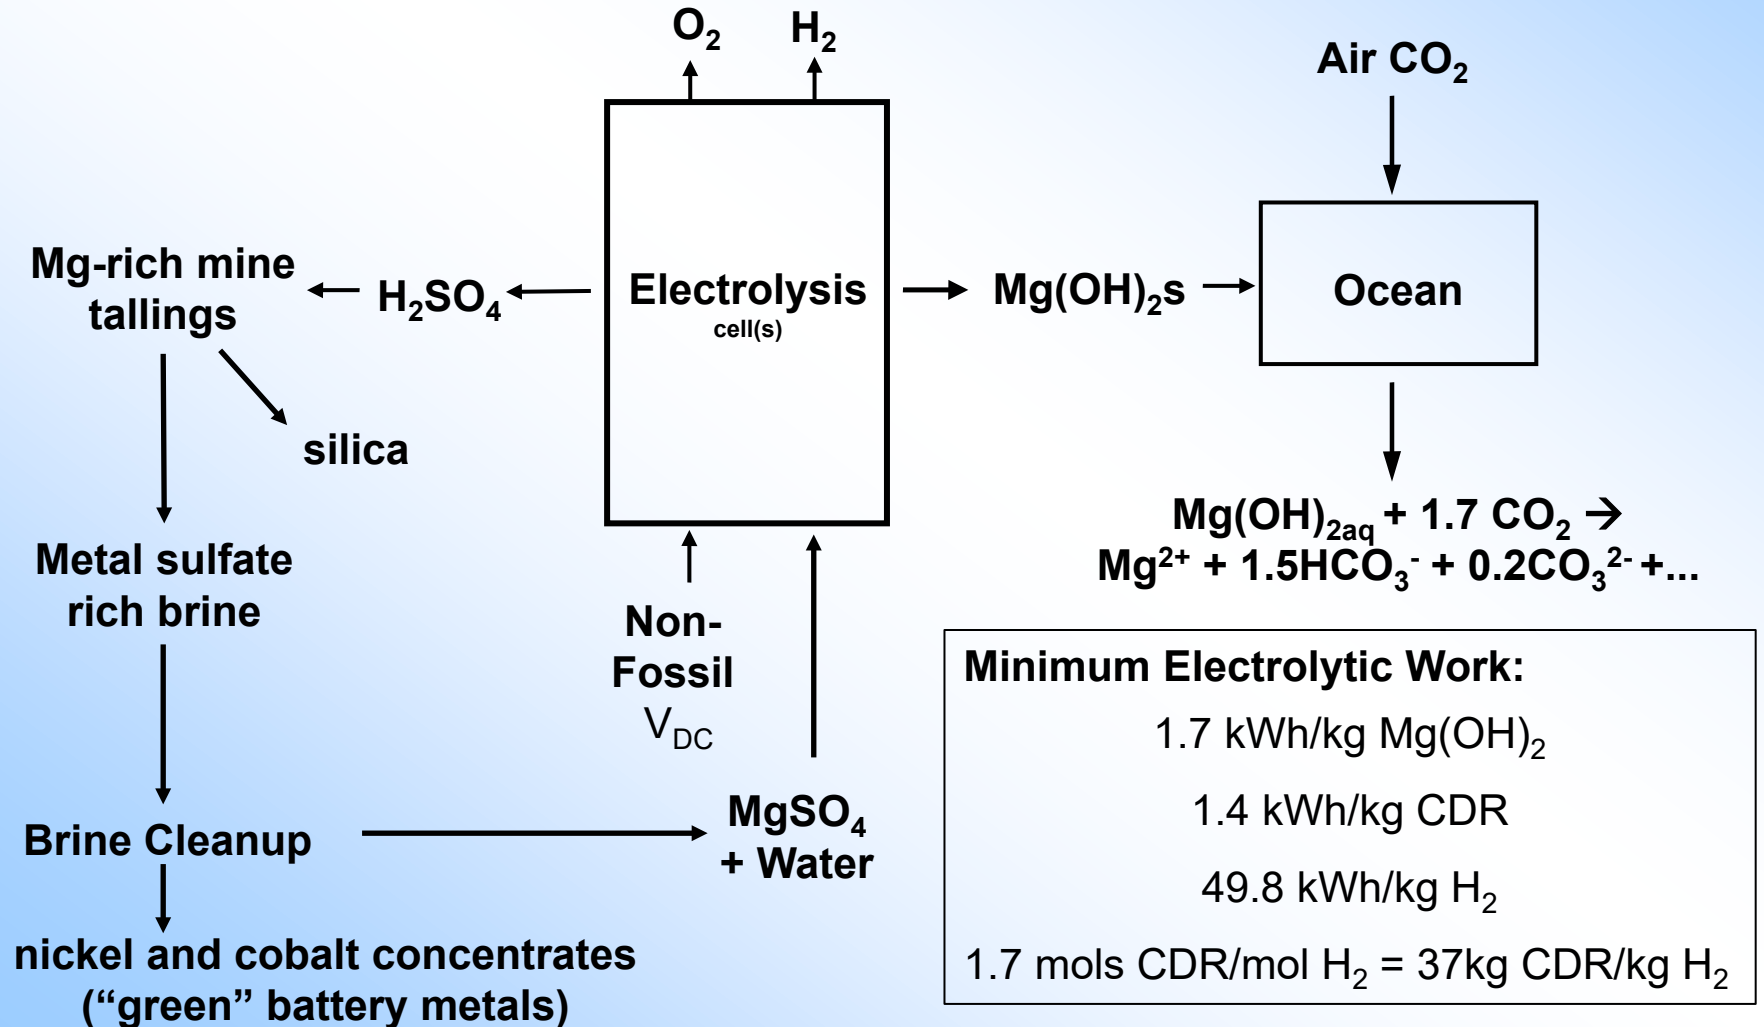 O₂
H₂
Air CO₂
Mg-rich mine
tallings
H₂SO₄
Electrolysis
cell(s)
Mg(OH)₂s
Ocean
silica
Metal sulfate
rich brine
Non-
Fossil
V_DC
Mg(OH)₂aq + 1.7 CO₂ →
Mg²⁺ + 1.5HCO₃⁻ + 0.2CO₃²⁻ +...
Brine Cleanup
MgSO₄
+ Water
nickel and cobalt concentrates
(“green” battery metals)
Minimum Electrolytic Work:
1.7 kWh/kg Mg(OH)₂
1.4 kWh/kg CDR
49.8 kWh/kg H₂
1.7 mols CDR/mol H₂ = 37kg CDR/kg H₂